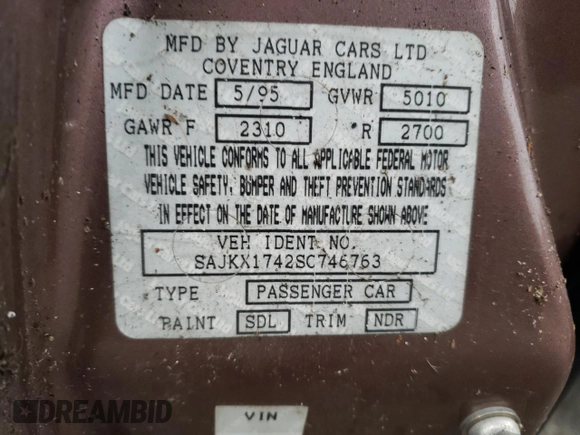 MFD BY JAGUAR CARS LTD
COVENTRY ENGLAND
MFD DATE 5/95 GVWR 5010
GAWR F 2310 R 2700
THIS VEHICLE CONFORMS TO ALL APPLICABLE FEDERAL MOTOR
VEHICLE SAFETY, BUMPER AND THEFT PREVENTION STANDARDS
IN EFFECT ON THE DATE OF MANUFACTURE SHOWN ABOVE
VEH IDENT NO.
SAJKX1742SC746763
TYPE PASSENGER CAR
PAINT SDL TRIM NDR
VIN
DREAMBID